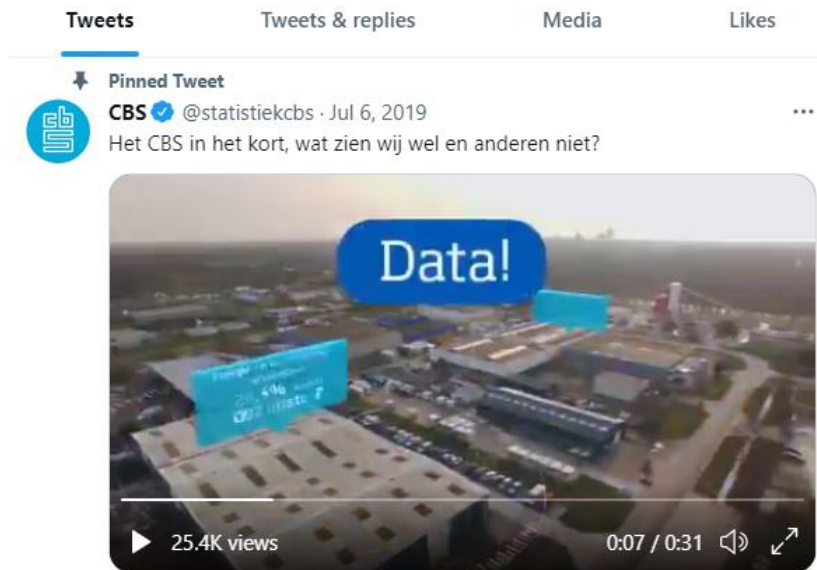 Tweets Tweets & replies Media Likes
Pinned Tweet
CBS @statistiekcbs · Jul 6, 2019
Het CBS in het kort, wat zien wij wel en anderen niet?
Data!
25.4K views 0:07 / 0:31